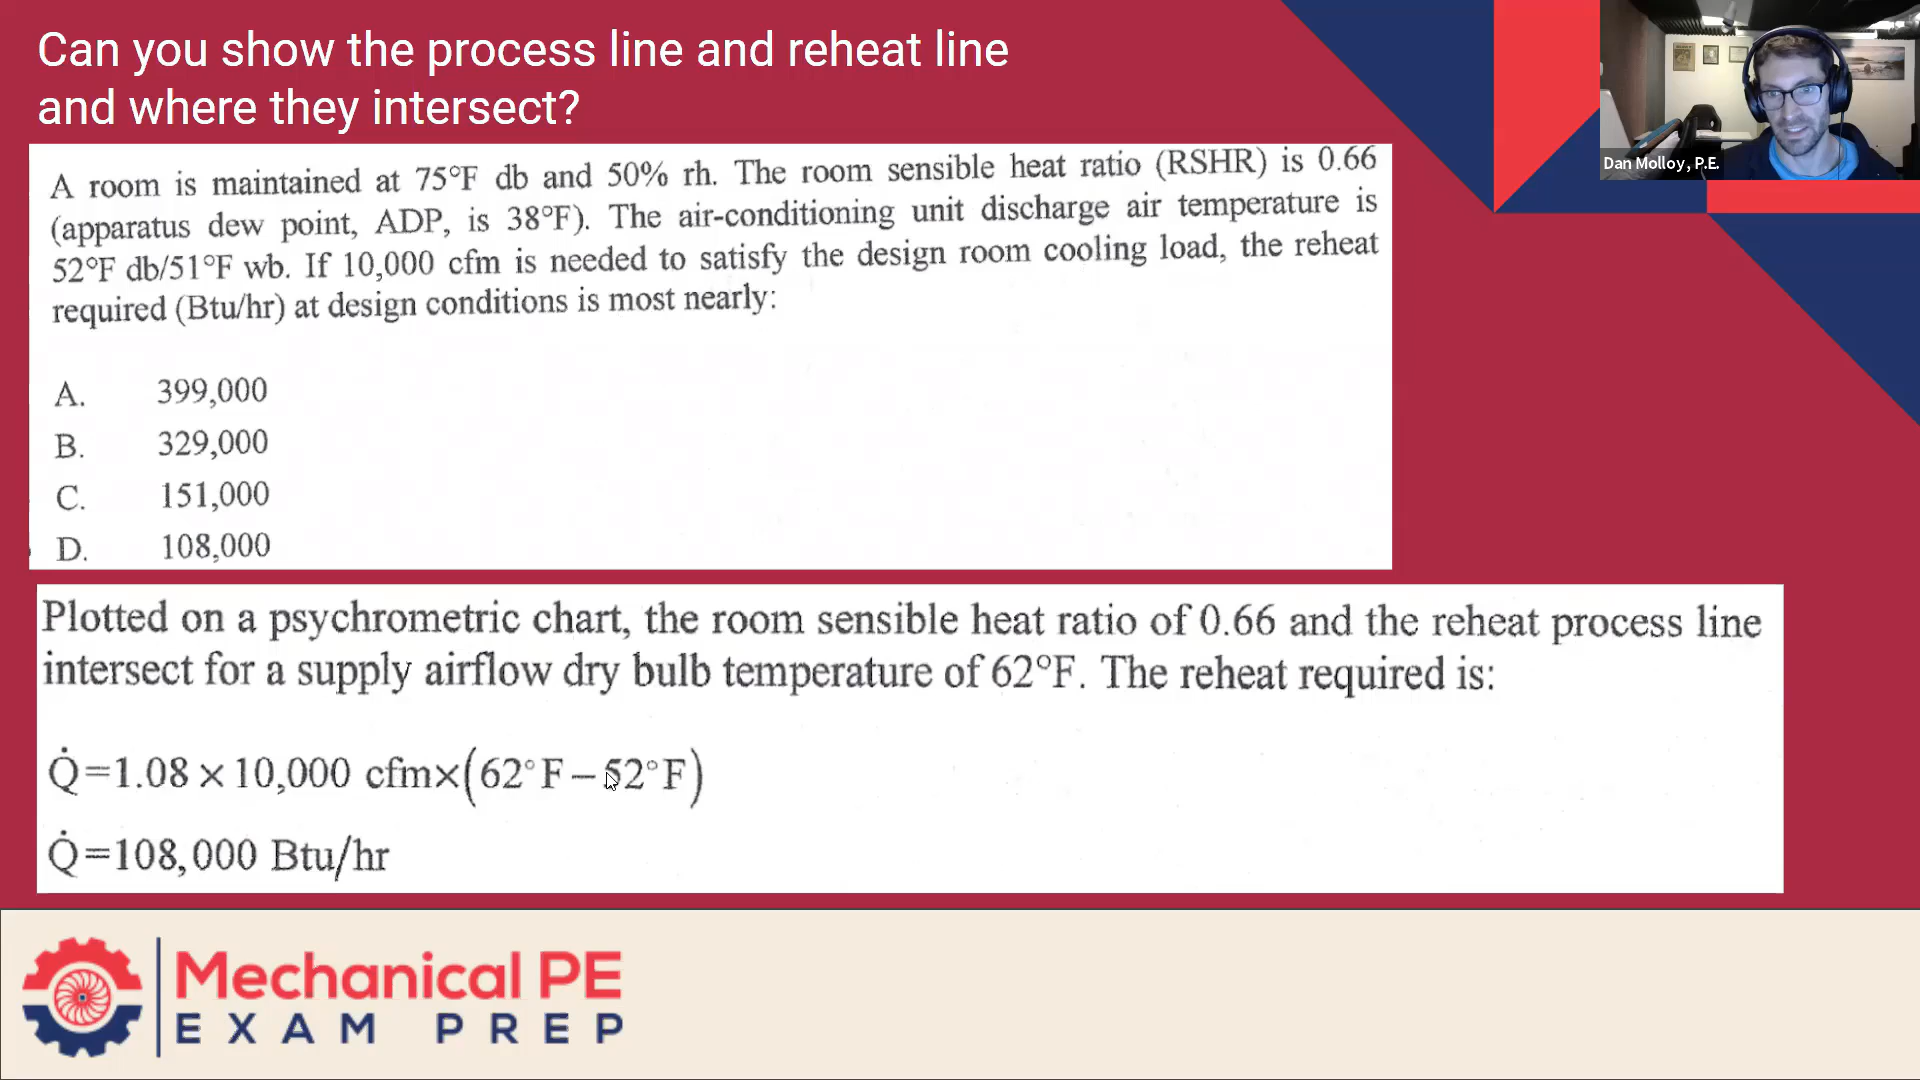 Can you show the process line and reheat line
and where they intersect?
Dan Molloy, P.E.
A room is maintained at 75°F db and 50% rh. The room sensible heat ratio (RSHR) is 0.66
(apparatus dew point, ADP, is 38°F). The air-conditioning unit discharge air temperature is
52°F db/51°F wb. If 10,000 cfm is needed to satisfy the design room cooling load, the reheat
required (Btu/hr) at design conditions is most nearly:
A. 399,000
B. 329,000
C. 151,000
D. 108,000
Plotted on a psychrometric chart, the room sensible heat ratio of 0.66 and the reheat process line
intersect for a supply airflow dry bulb temperature of 62°F. The reheat required is:
Q̇=1.08 × 10,000 cfm×(62°F−52°F)
Q̇=108,000 Btu/hr
Mechanical PE
EXAM PREP